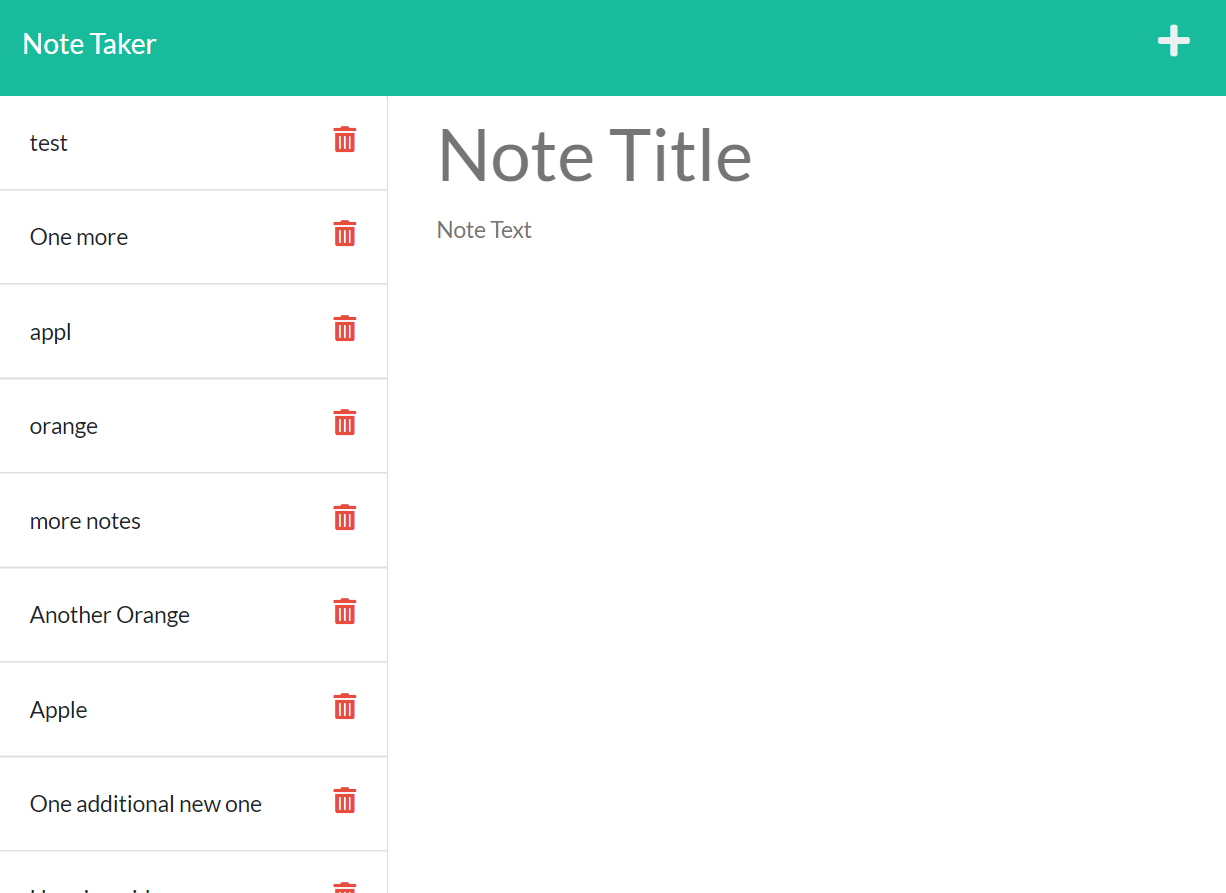 Note Taker
test
One more
appl
orange
more notes
Another Orange
Apple
One additional new one
Note Title
Note Text